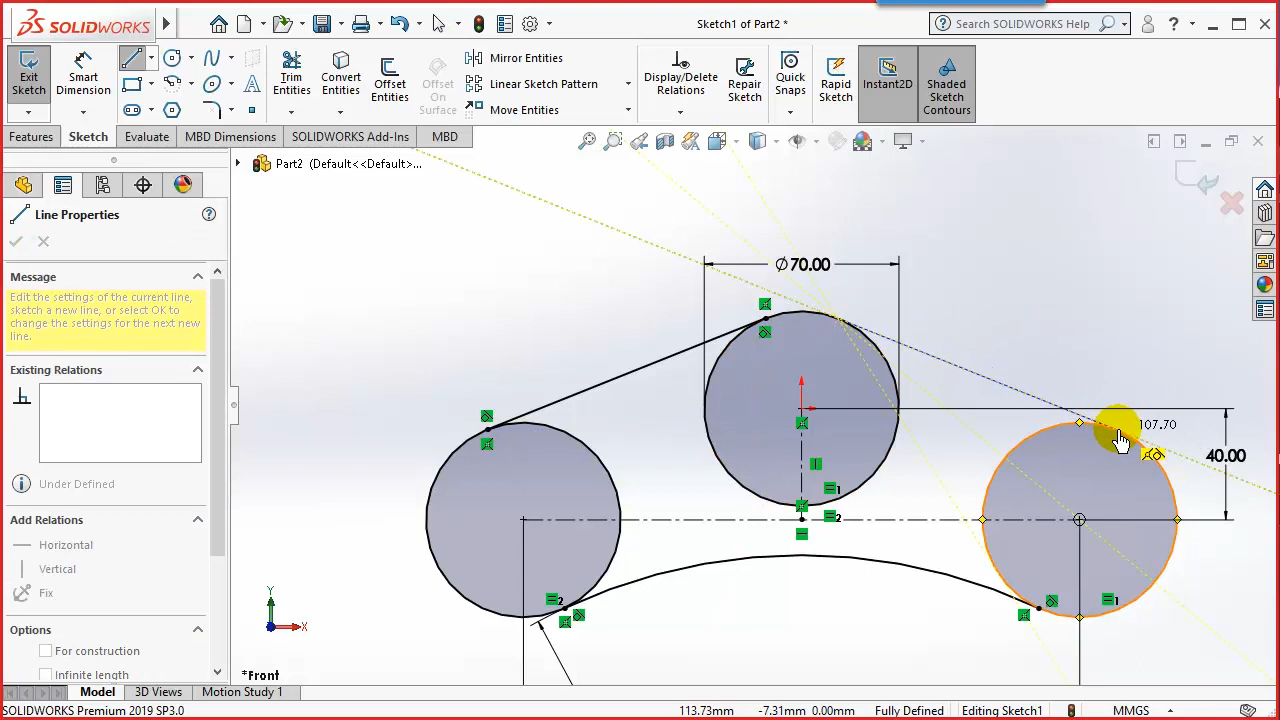 SOLIDWORKS
Sketch1 of Part2 *
Search SOLIDWORKS Help
?
Exit Sketch
Smart Dimension
Trim Entities
Convert Entities
Offset Entities
Offset On Surface
Mirror Entities
Linear Sketch Pattern
Move Entities
Display/Delete Relations
Repair Sketch
Quick Snaps
Rapid Sketch
Instant2D
Shaded Sketch Contours
Features
Sketch
Evaluate
MBD Dimensions
SOLIDWORKS Add-Ins
MBD
Part2 (Default<<Default>...
Line Properties
?
Message
Edit the settings of the current line, sketch a new line, or select OK to change the settings for the next new line.
Existing Relations
Under Defined
Add Relations
Horizontal
Vertical
Fix
Options
For construction
Infinite length
Ø70.00
107.70
40.00
1
2
2
1
Y
X
*Front
Model
3D Views
Motion Study 1
SOLIDWORKS Premium 2019 SP3.0
113.73mm
-7.31mm
0.00mm
Fully Defined
Editing Sketch1
MMGS